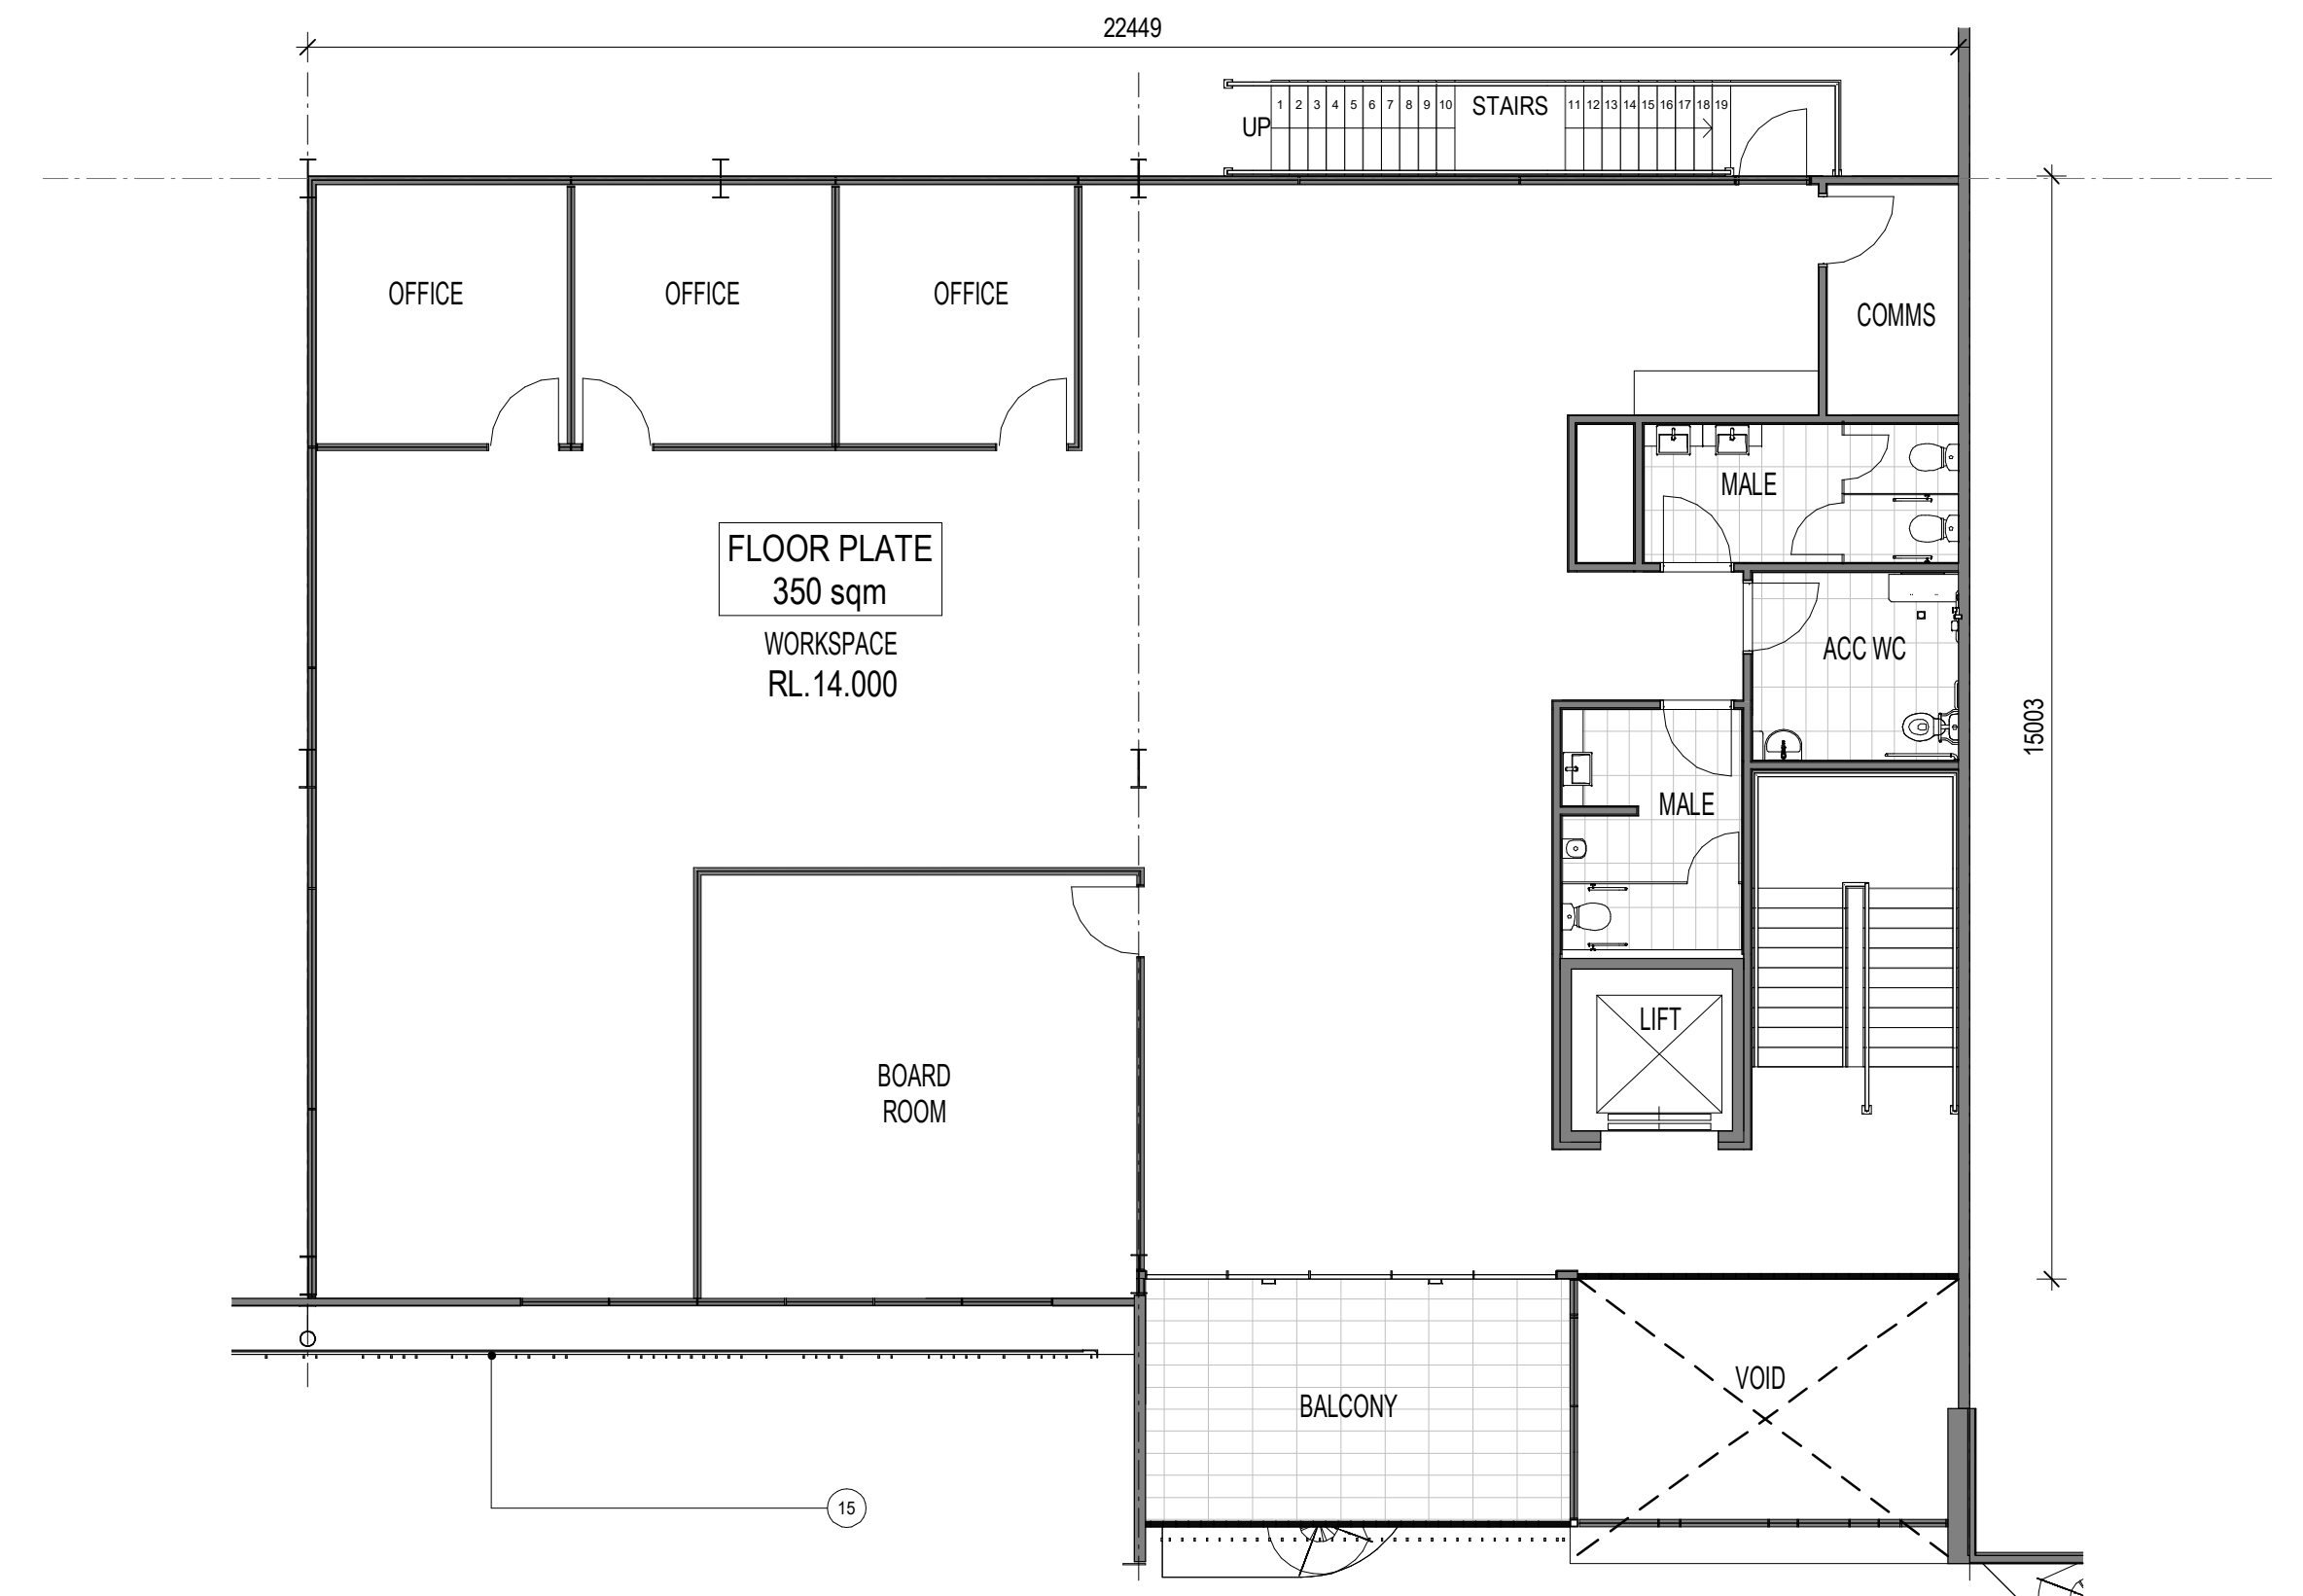 22449
1 2 3 4 5 6 7 8 9 10 STAIRS 11 12 13 14 15 16 17 18 19
UP
OFFICE OFFICE OFFICE
COMMS
MALE
FLOOR PLATE
350 sqm
WORKSPACE
RL.14.000
ACC WC
15003
MALE
LIFT
BOARD
ROOM
VOID
BALCONY
15